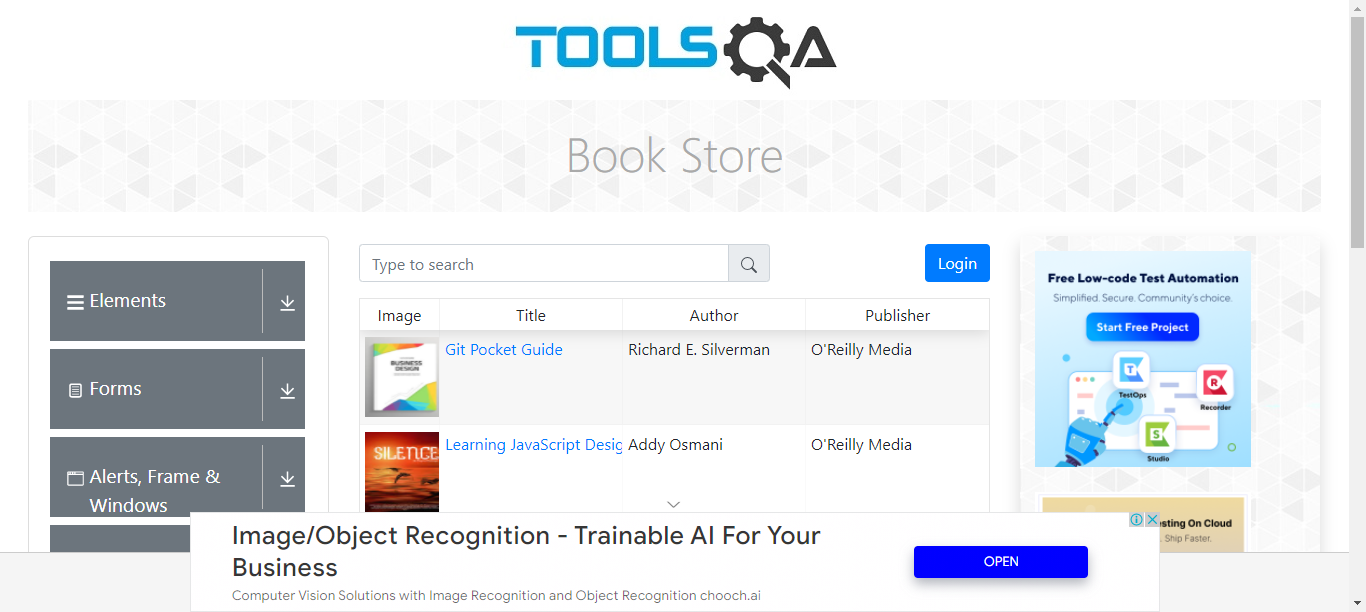 TOOLSQA
Book Store
Elements
Forms
Alerts, Frame &
Windows
Type to search
Login
Image Title Author Publisher
BUSINESS
DESIGN
Git Pocket Guide Richard E. Silverman O'Reilly Media
SILENCE
Learning JavaScript Desig Addy Osmani O'Reilly Media
Free Low-code Test Automation
Simplified. Secure. Community's choice.
Start Free Project
TestOps
Recorder
Studio
sting On Cloud
. Ship Faster.
Image/Object Recognition - Trainable AI For Your
Business
Computer Vision Solutions with Image Recognition and Object Recognition chooch.ai
OPEN